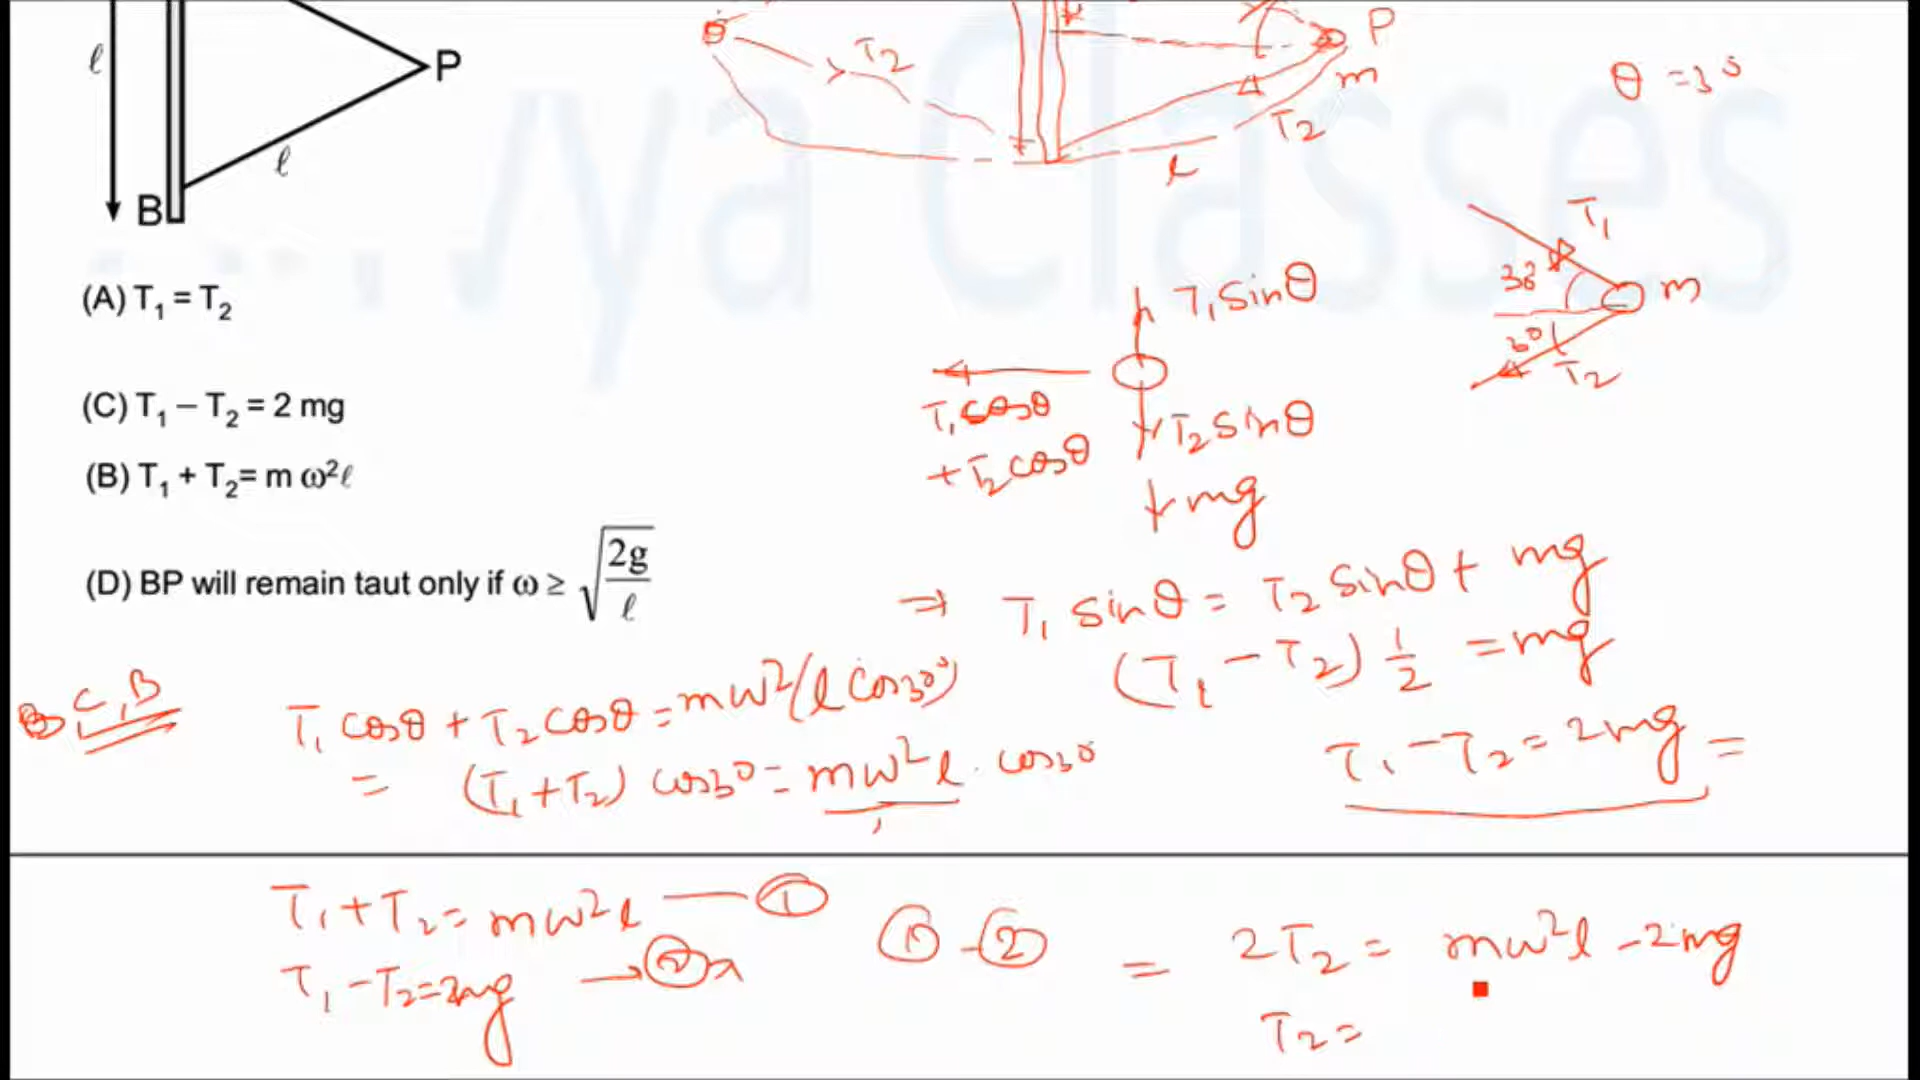 ℓ
P
ℓ
B
T2
P
m
T2
ℓ
θ = 30
(A) T1 = T2
(C) T1 – T2 = 2 mg
(B) T1 + T2= m ω²ℓ
(D) BP will remain taut only if ω ≥ √(2g/ℓ)
T1
30
m
30
T2
T1 sinθ
T1 cosθ
+ T2 cosθ
T2 sinθ
+ mg
⇒ T1 sinθ = T2 sinθ + mg
(T1 – T2) 1/2 = mg
T1 – T2 = 2mg =
C, B
T1 cosθ + T2 cosθ = mω²(ℓ cos30°)
= (T1 + T2) cos30 = mω²ℓ . cos30
T1 + T2 = mω²ℓ — ①
T1 – T2 = 2mg → ②
① – ② = 2T2 = mω²ℓ – 2mg
T2 =
ya Classes